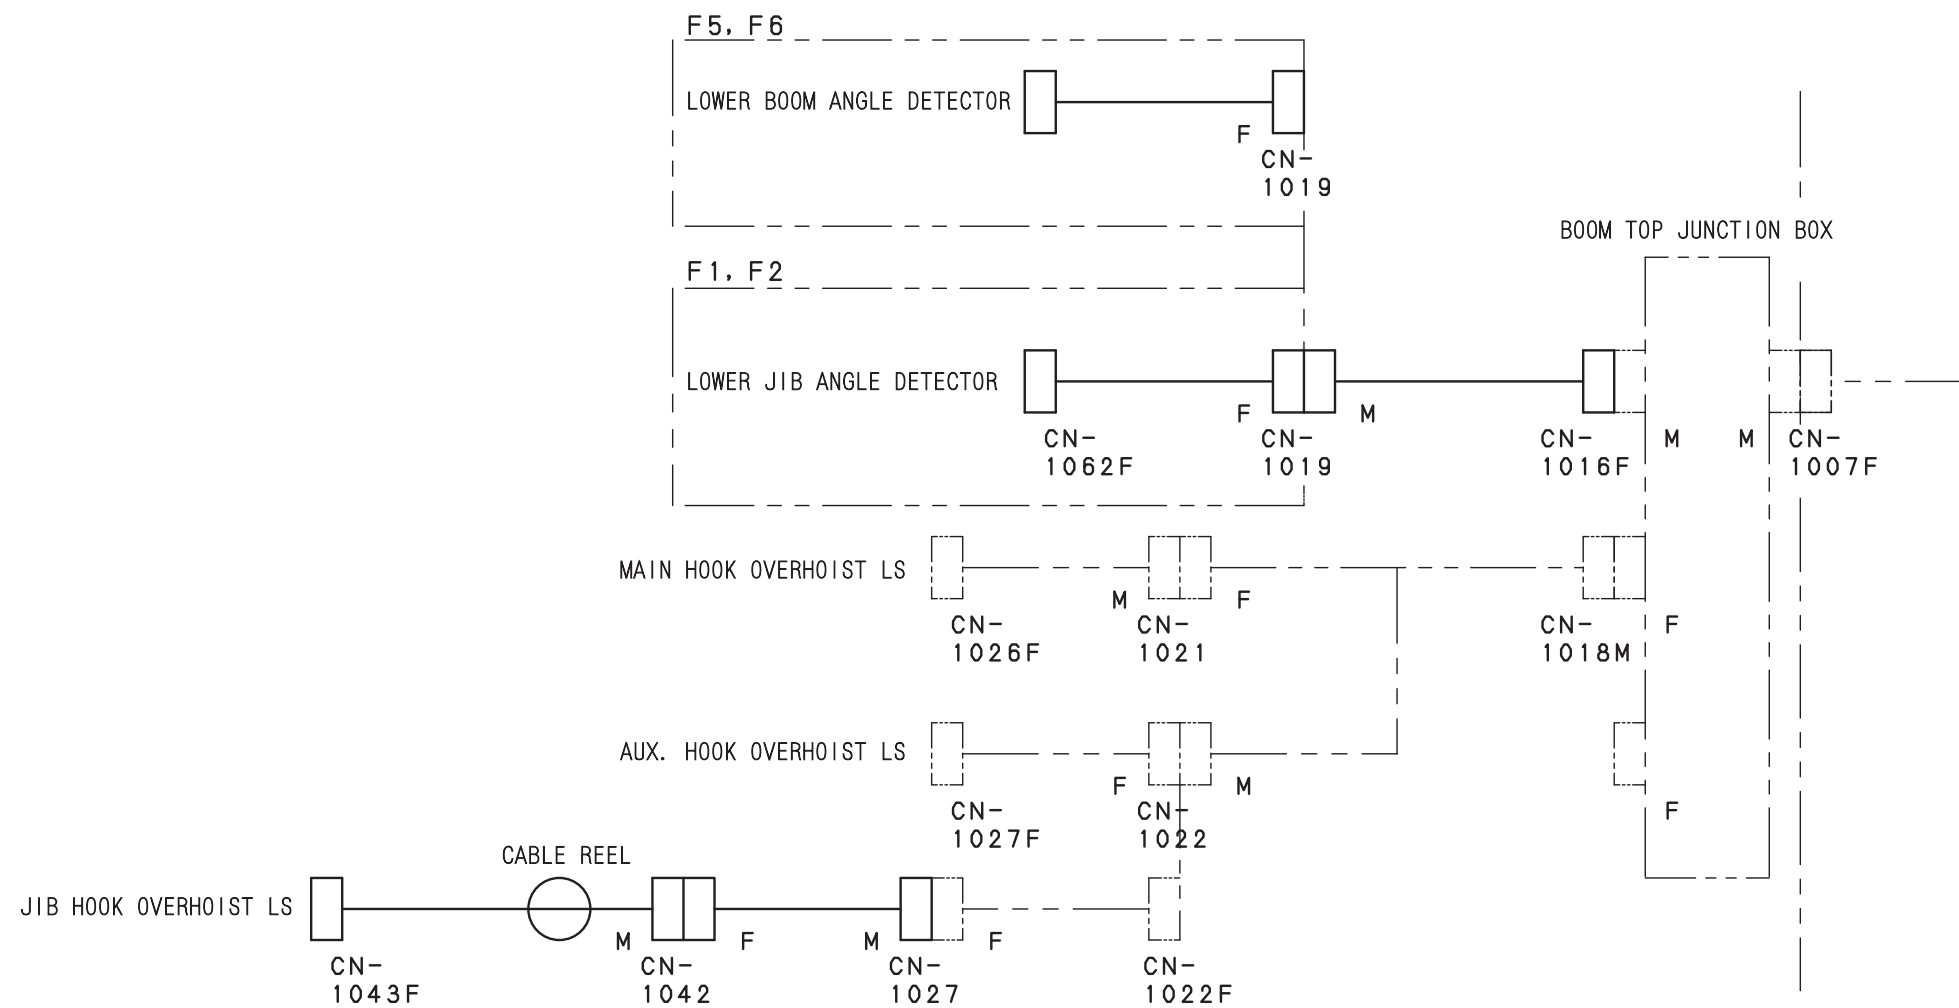 F5, F6
LOWER BOOM ANGLE DETECTOR
F
CN-
1019
BOOM TOP JUNCTION BOX
F1, F2
LOWER JIB ANGLE DETECTOR
F
M
M
M
CN-
1062F
CN-
1019
CN-
1016F
CN-
1007F
MAIN HOOK OVERHOIST LS
M
F
F
CN-
1026F
CN-
1021
CN-
1018M
AUX. HOOK OVERHOIST LS
F
M
F
CN-
1027F
CN-
1022
CABLE REEL
JIB HOOK OVERHOIST LS
M
F
M
F
CN-
1043F
CN-
1042
CN-
1027
CN-
1022F